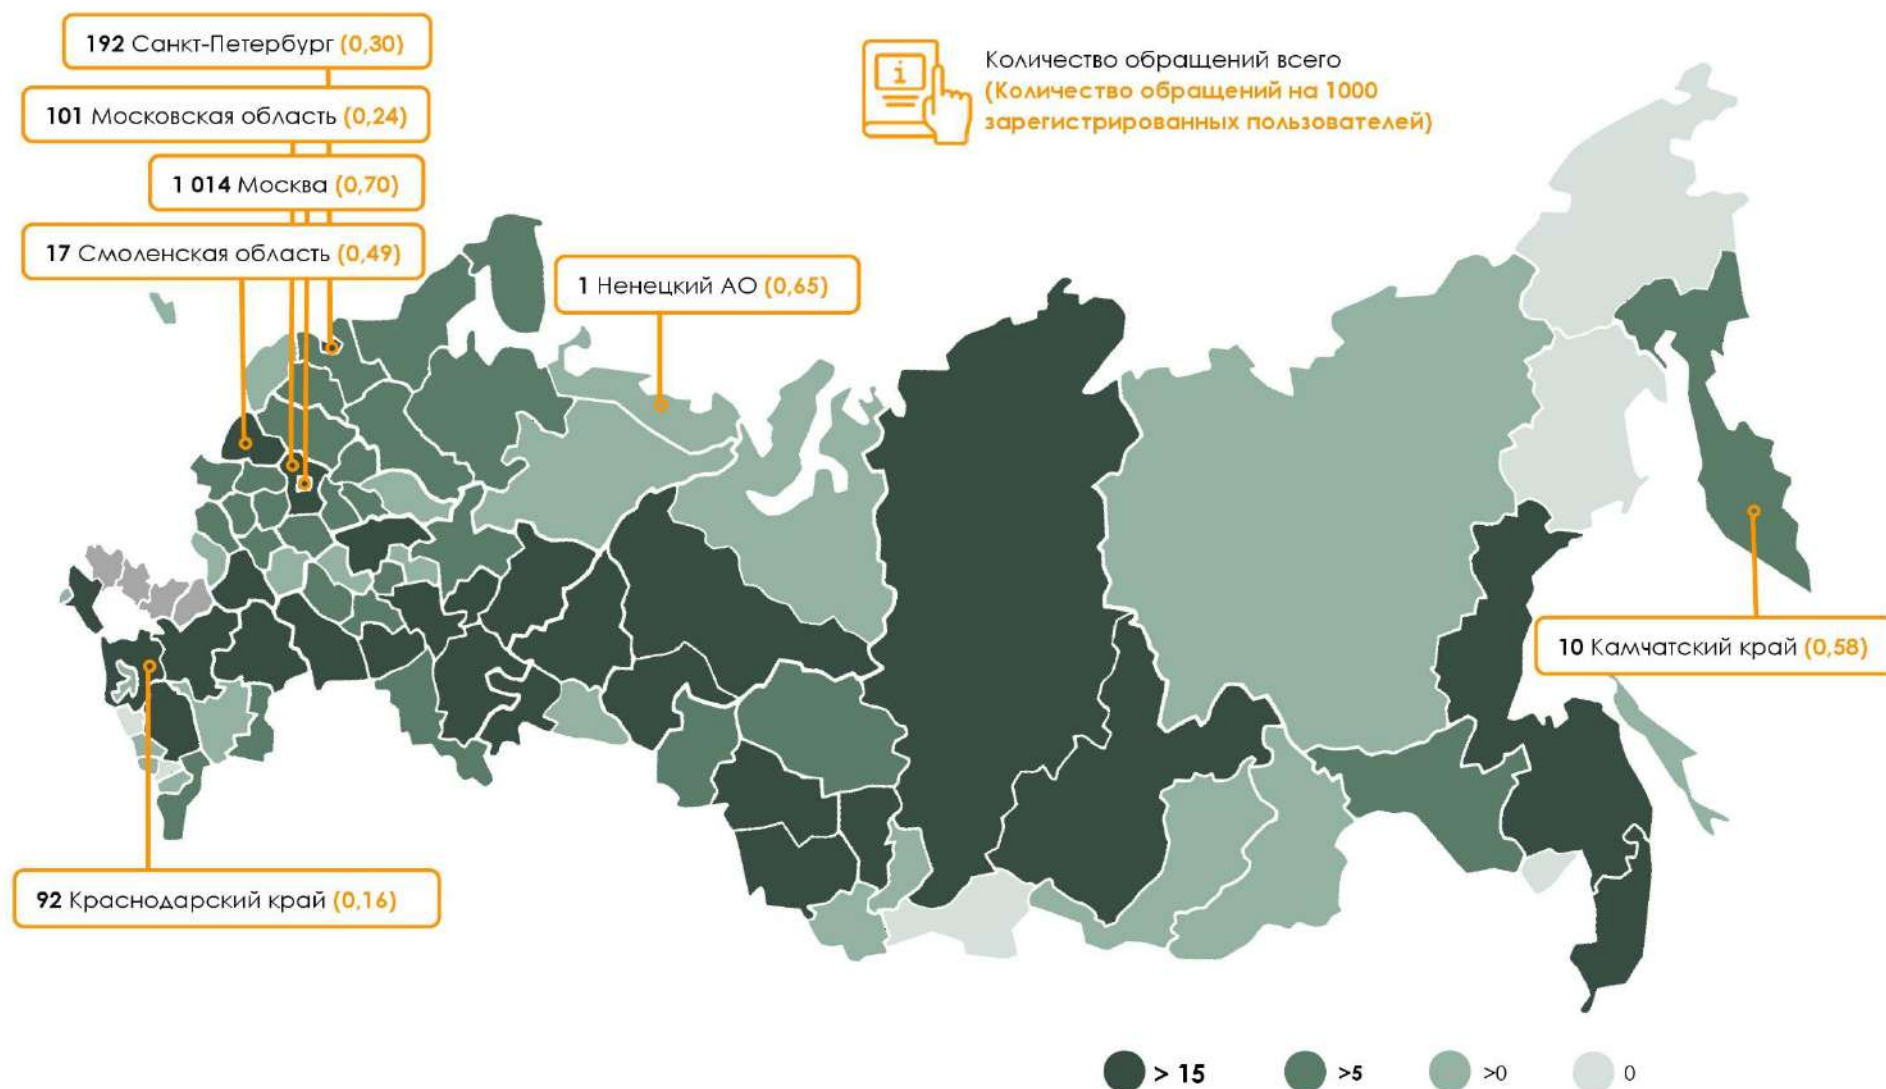 192 Санкт-Петербург (0,30)
101 Московская область (0,24)
1 014 Москва (0,70)
17 Смоленская область (0,49)
Количество обращений всего
(Количество обращений на 1000
зарегистрированных пользователей)
1 Ненецкий АО (0,65)
10 Камчатский край (0,58)
92 Краснодарский край (0,16)
> 15
>5
>0
0